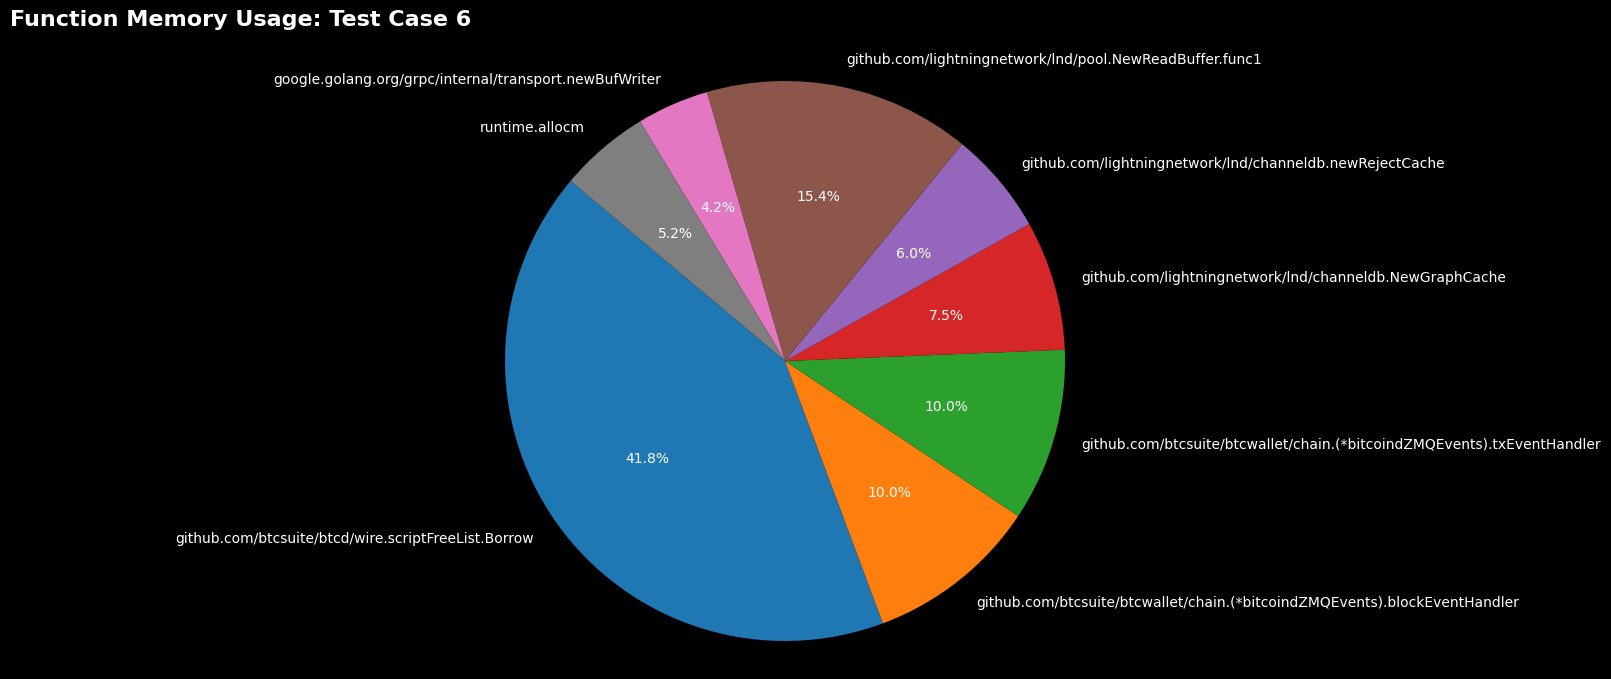 Function Memory Usage: Test Case 6
github.com/lightningnetwork/lnd/pool.NewReadBuffer.func1
google.golang.org/grpc/internal/transport.newBufWriter
runtime.allocm
github.com/lightningnetwork/lnd/channeldb.newRejectCache
15.4%
4.2%
5.2%
6.0%
github.com/lightningnetwork/lnd/channeldb.NewGraphCache
7.5%
10.0%
github.com/btcsuite/btcwallet/chain.(*bitcoindZMQEvents).txEventHandler
41.8%
10.0%
github.com/btcsuite/btcd/wire.scriptFreeList.Borrow
github.com/btcsuite/btcwallet/chain.(*bitcoindZMQEvents).blockEventHandler